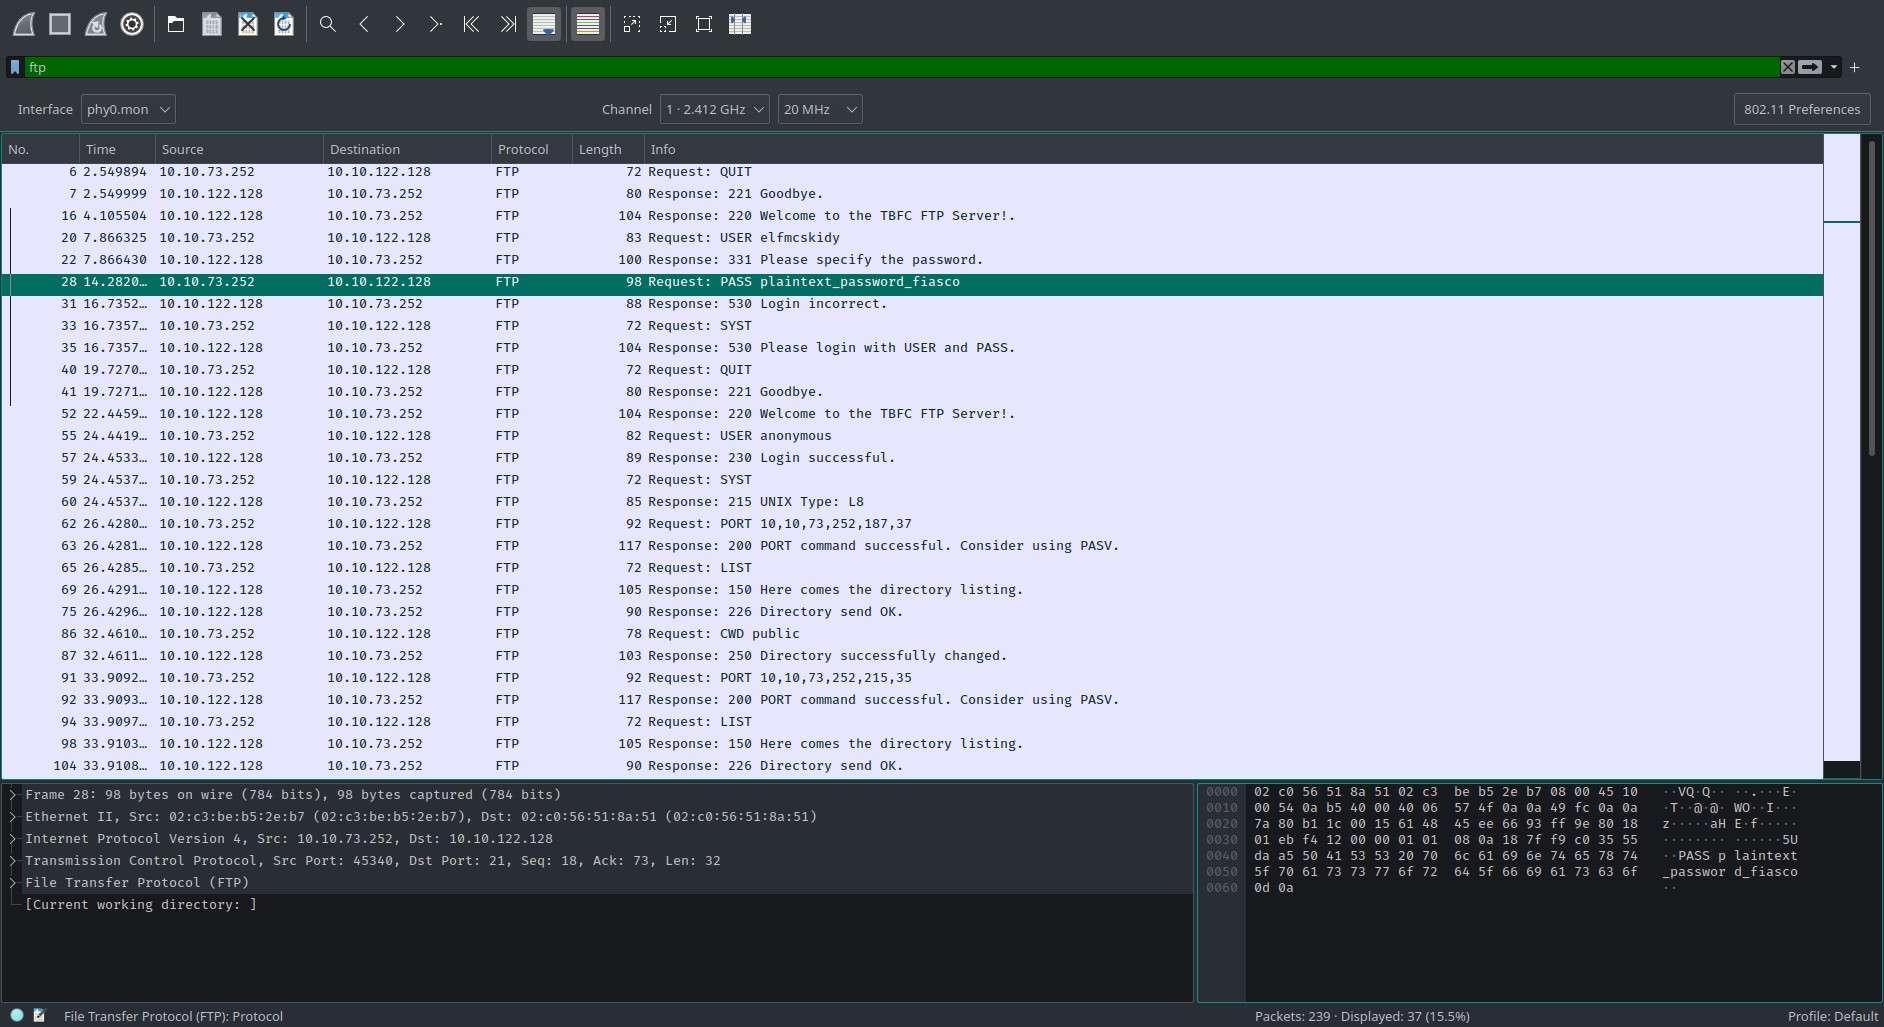 ftp
Interface phy0.mon Channel 1 · 2.412 GHz 20 MHz 802.11 Preferences
No. Time Source Destination Protocol Length Info
6 2.549894 10.10.73.252 10.10.122.128 FTP 72 Request: QUIT
7 2.549999 10.10.122.128 10.10.73.252 FTP 80 Response: 221 Goodbye.
16 4.105504 10.10.122.128 10.10.73.252 FTP 104 Response: 220 Welcome to the TBFC FTP Server!.
20 7.866325 10.10.73.252 10.10.122.128 FTP 83 Request: USER elfmcskidy
22 7.866430 10.10.122.128 10.10.73.252 FTP 100 Response: 331 Please specify the password.
28 14.2820… 10.10.73.252 10.10.122.128 FTP 98 Request: PASS plaintext_password_fiasco
31 16.7352… 10.10.122.128 10.10.73.252 FTP 88 Response: 530 Login incorrect.
33 16.7357… 10.10.73.252 10.10.122.128 FTP 72 Request: SYST
35 16.7357… 10.10.122.128 10.10.73.252 FTP 104 Response: 530 Please login with USER and PASS.
40 19.7270… 10.10.73.252 10.10.122.128 FTP 72 Request: QUIT
41 19.7271… 10.10.122.128 10.10.73.252 FTP 80 Response: 221 Goodbye.
52 22.4459… 10.10.122.128 10.10.73.252 FTP 104 Response: 220 Welcome to the TBFC FTP Server!.
55 24.4419… 10.10.73.252 10.10.122.128 FTP 82 Request: USER anonymous
57 24.4533… 10.10.122.128 10.10.73.252 FTP 89 Response: 230 Login successful.
59 24.4537… 10.10.73.252 10.10.122.128 FTP 72 Request: SYST
60 24.4537… 10.10.122.128 10.10.73.252 FTP 85 Response: 215 UNIX Type: L8
62 26.4280… 10.10.73.252 10.10.122.128 FTP 92 Request: PORT 10,10,73,252,187,37
63 26.4281… 10.10.122.128 10.10.73.252 FTP 117 Response: 200 PORT command successful. Consider using PASV.
65 26.4285… 10.10.73.252 10.10.122.128 FTP 72 Request: LIST
69 26.4291… 10.10.122.128 10.10.73.252 FTP 105 Response: 150 Here comes the directory listing.
75 26.4296… 10.10.122.128 10.10.73.252 FTP 90 Response: 226 Directory send OK.
86 32.4610… 10.10.73.252 10.10.122.128 FTP 78 Request: CWD public
87 32.4611… 10.10.122.128 10.10.73.252 FTP 103 Response: 250 Directory successfully changed.
91 33.9092… 10.10.73.252 10.10.122.128 FTP 92 Request: PORT 10,10,73,252,215,35
92 33.9093… 10.10.122.128 10.10.73.252 FTP 117 Response: 200 PORT command successful. Consider using PASV.
94 33.9097… 10.10.73.252 10.10.122.128 FTP 72 Request: LIST
98 33.9103… 10.10.122.128 10.10.73.252 FTP 105 Response: 150 Here comes the directory listing.
104 33.9108… 10.10.122.128 10.10.73.252 FTP 90 Response: 226 Directory send OK.
Frame 28: 98 bytes on wire (784 bits), 98 bytes captured (784 bits)
Ethernet II, Src: 02:c3:be:b5:2e:b7 (02:c3:be:b5:2e:b7), Dst: 02:c0:56:51:8a:51 (02:c0:56:51:8a:51)
Internet Protocol Version 4, Src: 10.10.73.252, Dst: 10.10.122.128
Transmission Control Protocol, Src Port: 45340, Dst Port: 21, Seq: 18, Ack: 73, Len: 32
File Transfer Protocol (FTP)
[Current working directory: ]
0000 02 c0 56 51 8a 51 02 c3 be b5 2e b7 08 00 45 10 ··VQ·Q·· ··.···E·
0010 00 54 0a b5 40 00 40 06 57 4f 0a 0a 49 fc 0a 0a ·T··@·@· WO··I···
0020 7a 80 b1 1c 00 15 61 48 45 ee 66 93 ff 9e 80 18 z·····aH E·f·····
0030 01 eb f4 12 00 00 01 01 08 0a 18 7f f9 c0 35 55 ········ ······5U
0040 da a5 50 41 53 53 20 70 6c 61 69 6e 74 65 78 74 ··PASS p laintext
0050 5f 70 61 73 73 77 6f 72 64 5f 66 69 61 73 63 6f _passwor d_fiasco
0060 0d 0a ··
File Transfer Protocol (FTP): Protocol Packets: 239 · Displayed: 37 (15.5%) Profile: Default